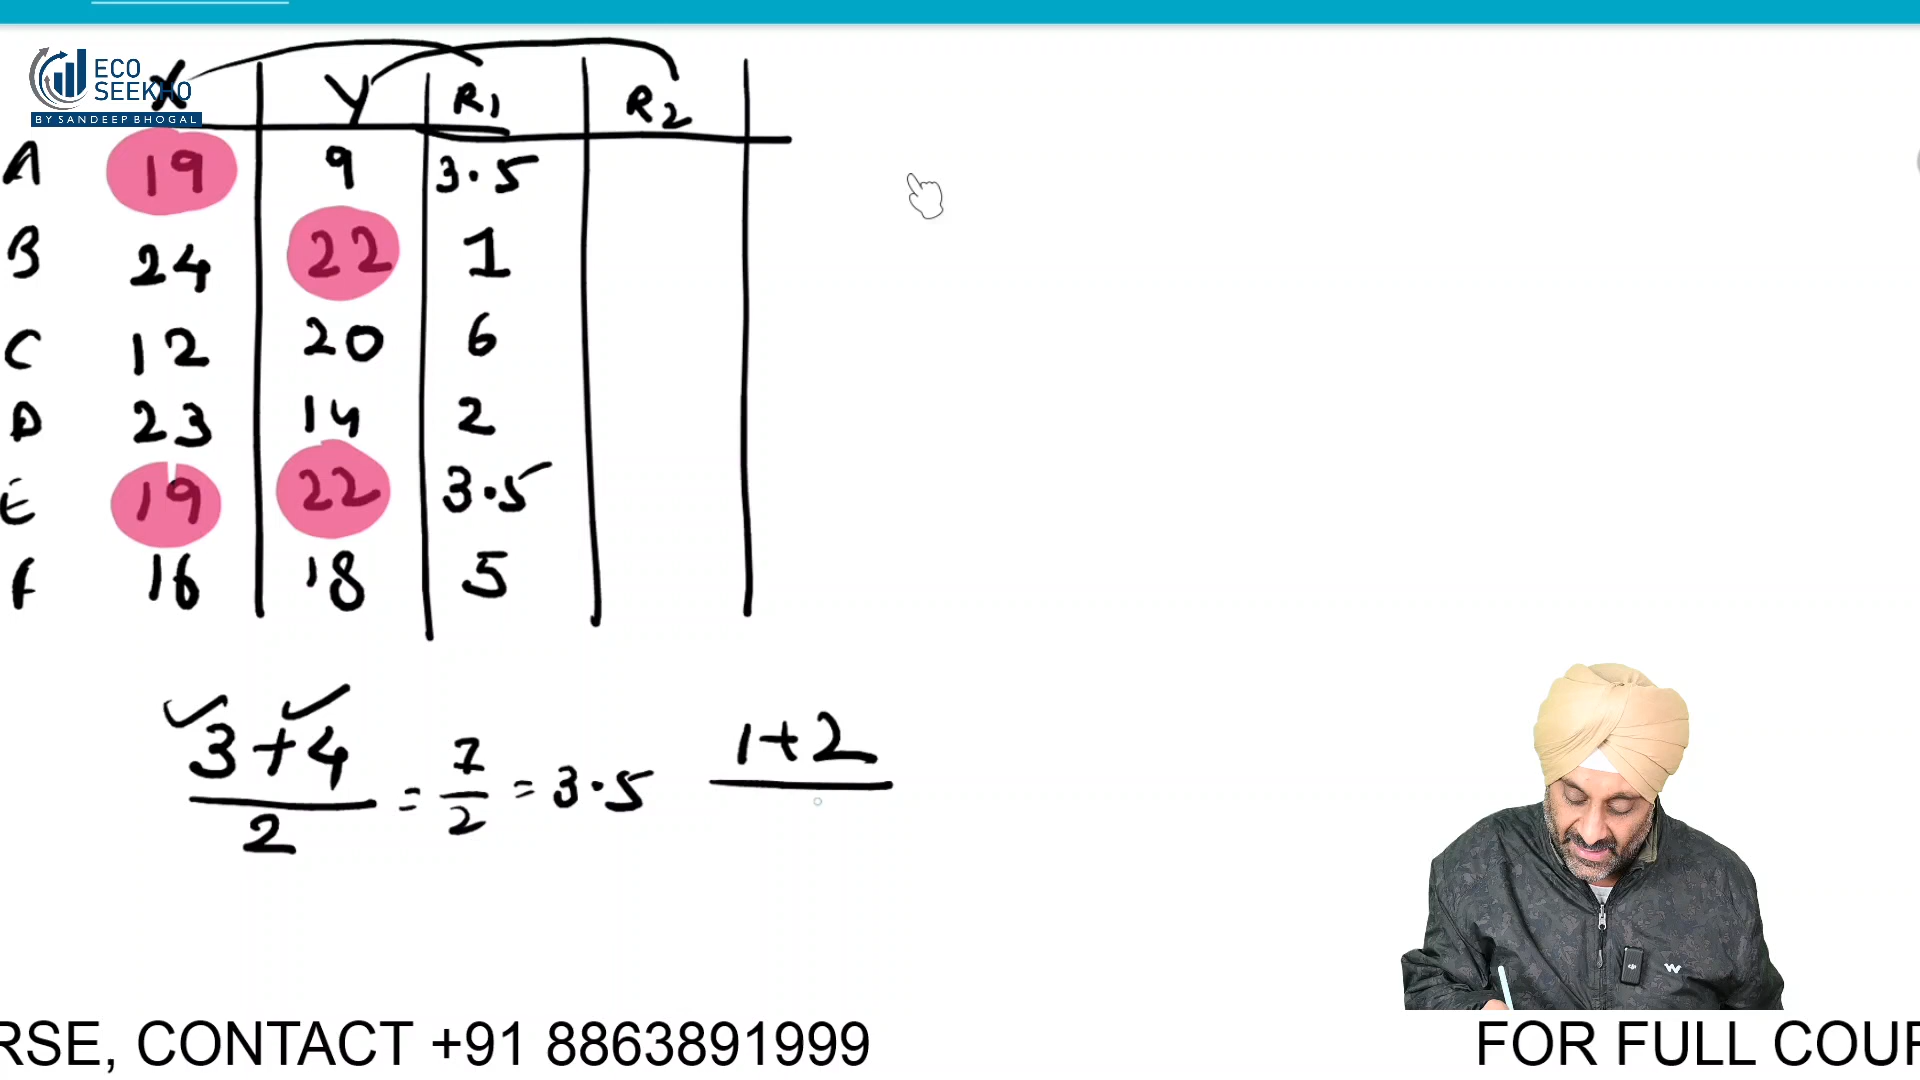 ECO
SEEKHO
BY SANDEEP BHOGAL
X Y R1 R2
A 19 9 3.5
B 24 22 1
C 12 20 6
D 23 14 2
E 19 22 3.5
F 16 18 5
3+4
2
= 7
2
= 3.5
1+2
RSE, CONTACT +91 8863891999 FOR FULL COUR